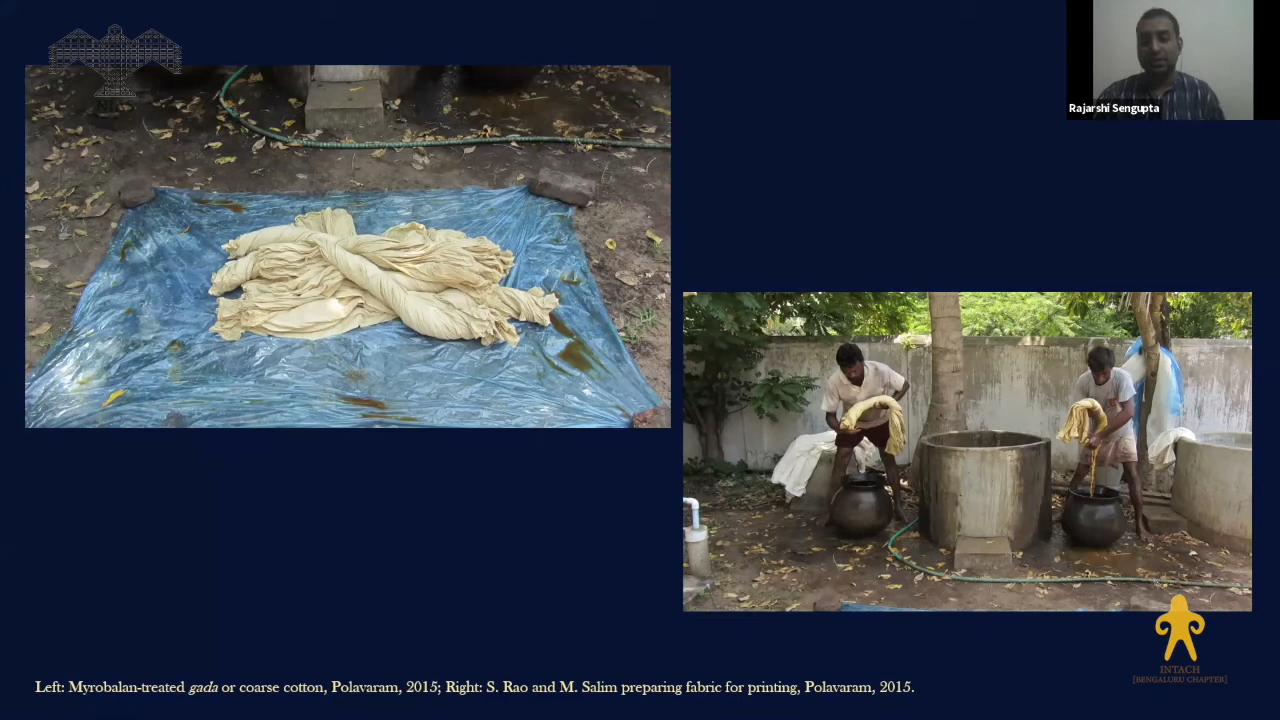 NIAS
Rajarshi Sengupta
Left: Myrobalan-treated gada or coarse cotton, Polavaram, 2015; Right: S. Rao and M. Salim preparing fabric for printing, Polavaram, 2015.
INTACH
[BENGALURU CHAPTER]